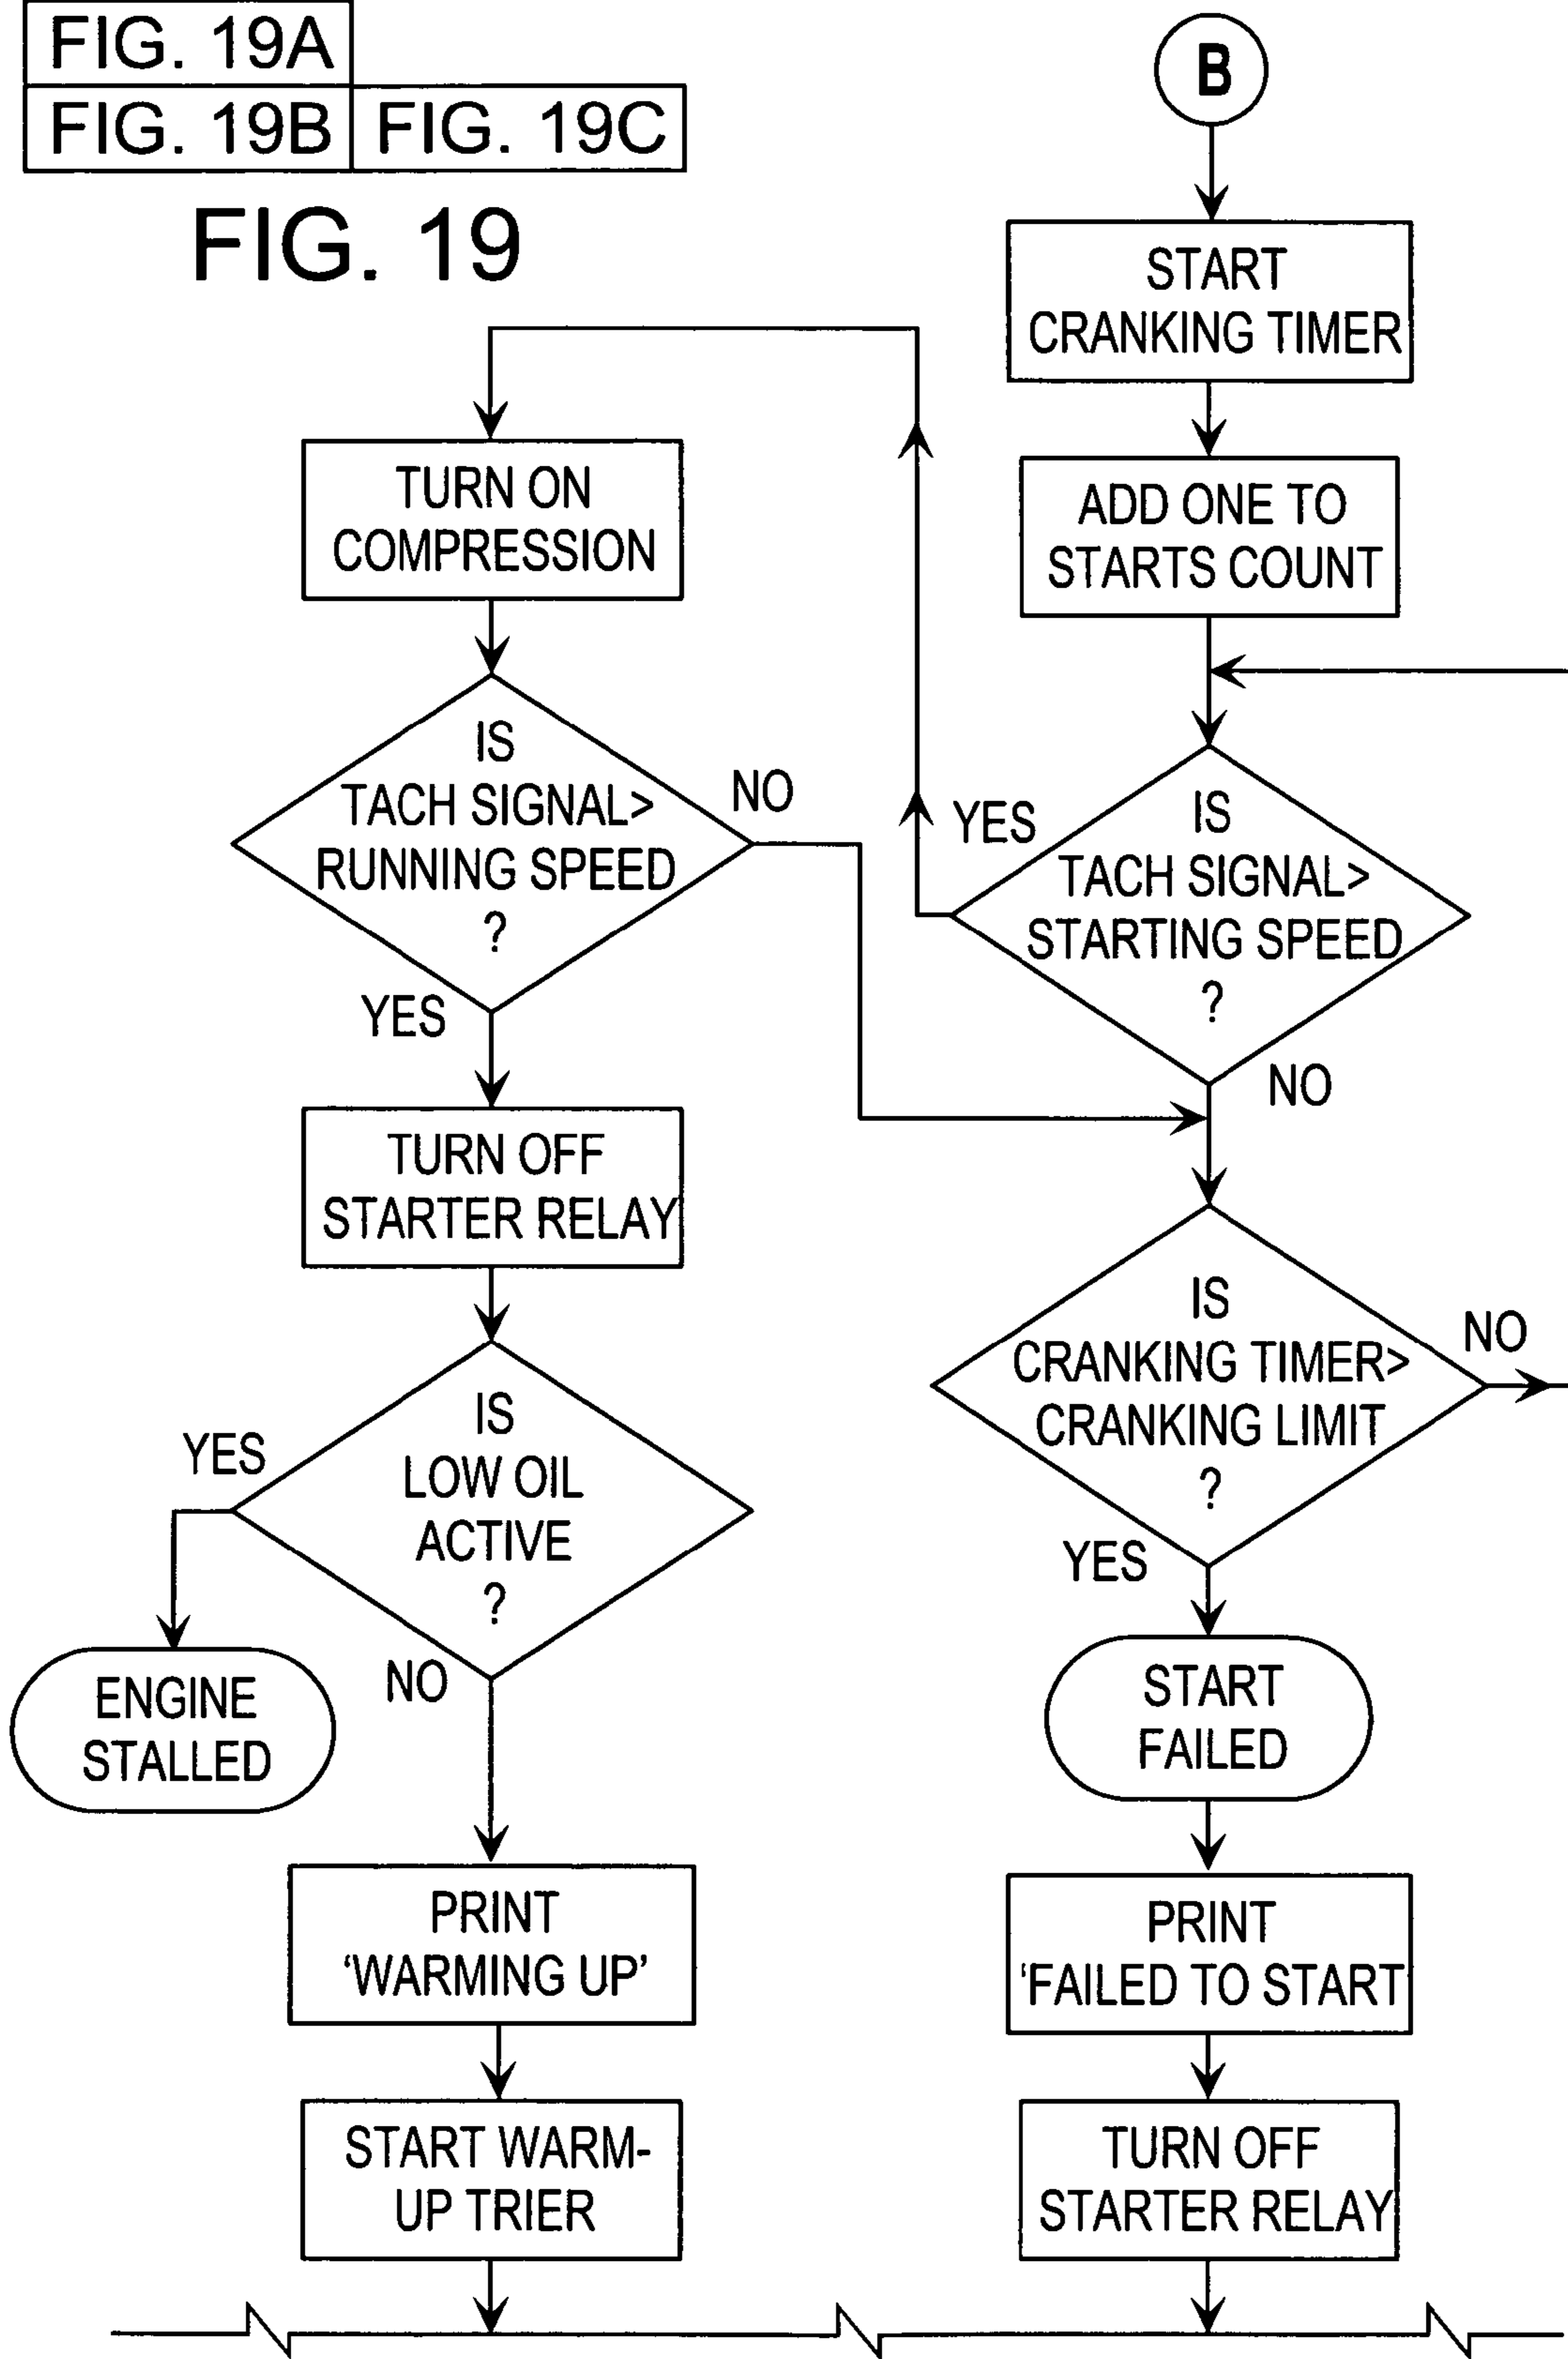 FIG. 19A
FIG. 19B
FIG. 19C
FIG. 19
B
START
CRANKING TIMER
ADD ONE TO
STARTS COUNT
IS
TACH SIGNAL>
STARTING SPEED
?
YES
NO
TURN ON
COMPRESSION
IS
TACH SIGNAL>
RUNNING SPEED
?
NO
YES
TURN OFF
STARTER RELAY
IS
LOW OIL
ACTIVE
?
YES
NO
ENGINE
STALLED
PRINT
‘WARMING UP’
START WARM-
UP TRIER
IS
CRANKING TIMER>
CRANKING LIMIT
?
NO
YES
START
FAILED
PRINT
‘FAILED TO START
TURN OFF
STARTER RELAY